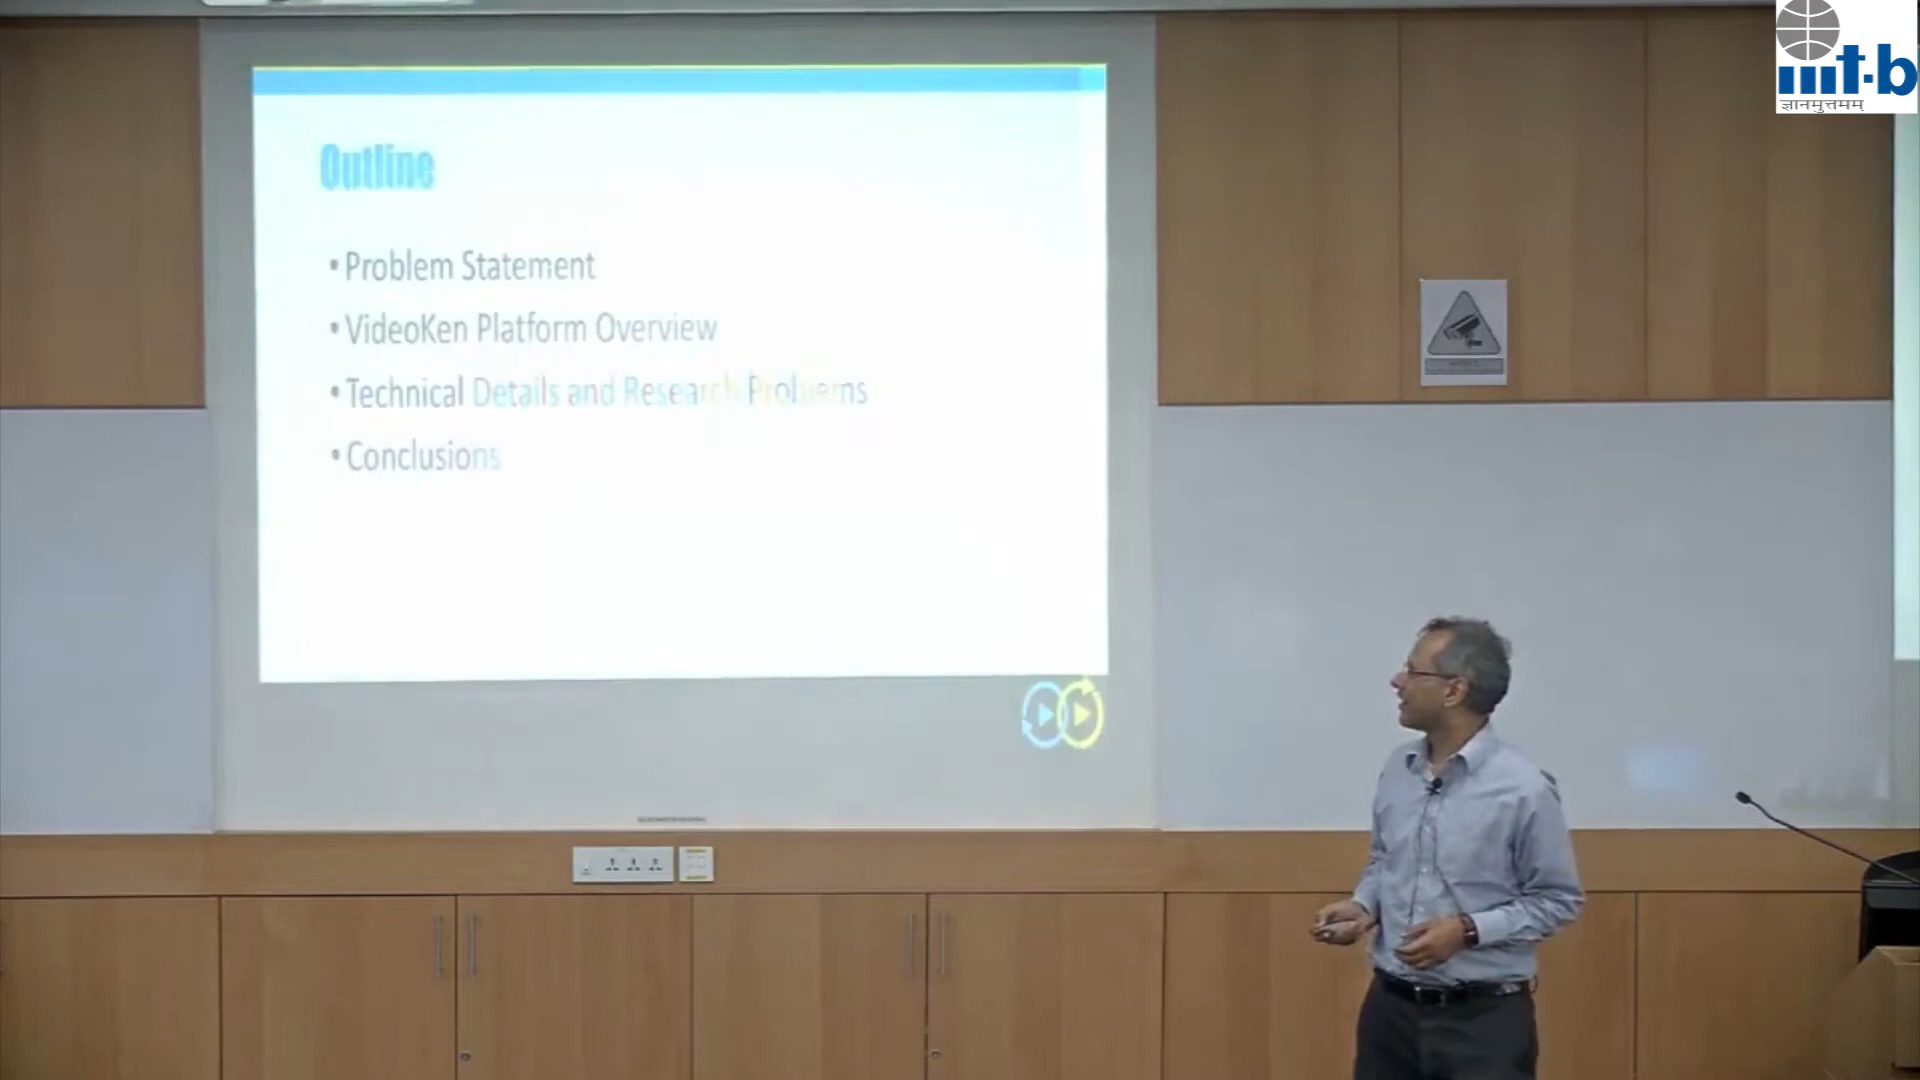 Outline
• Problem Statement
• VideoKen Platform Overview
• Technical Details and Research Problems
• Conclusions
iiit-b
ज्ञानमुत्तमम्